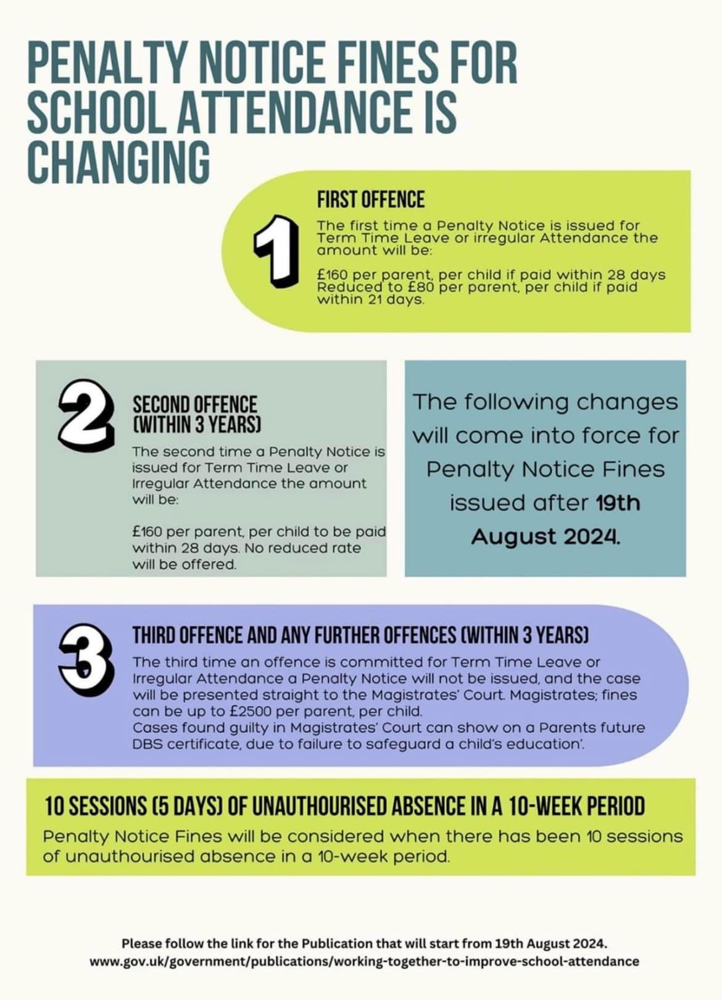 PENALTY NOTICE FINES FOR
SCHOOL ATTENDANCE IS
CHANGING
1
FIRST OFFENCE
The first time a Penalty Notice is issued for
Term Time Leave or irregular Attendance the
amount will be:
£160 per parent, per child if paid within 28 days
Reduced to £80 per parent, per child if paid
within 21 days.
2
SECOND OFFENCE
(WITHIN 3 YEARS)
The second time a Penalty Notice is
issued for Term Time Leave or
Irregular Attendance the amount
will be:
£160 per parent, per child to be paid
within 28 days. No reduced rate
will be offered.
The following changes
will come into force for
Penalty Notice Fines
issued after 19th
August 2024.
3
THIRD OFFENCE AND ANY FURTHER OFFENCES (WITHIN 3 YEARS)
The third time an offence is committed for Term Time Leave or
Irregular Attendance a Penalty Notice will not be issued, and the case
will be presented straight to the Magistrates’ Court. Magistrates; fines
can be up to £2500 per parent, per child.
Cases found guilty in Magistrates’ Court can show on a Parents future
DBS certificate, due to failure to safeguard a child’s education’.
10 SESSIONS (5 DAYS) OF UNAUTHOURISED ABSENCE IN A 10-WEEK PERIOD
Penalty Notice Fines will be considered when there has been 10 sessions
of unauthourised absence in a 10-week period.
Please follow the link for the Publication that will start from 19th August 2024.
www.gov.uk/government/publications/working-together-to-improve-school-attendance